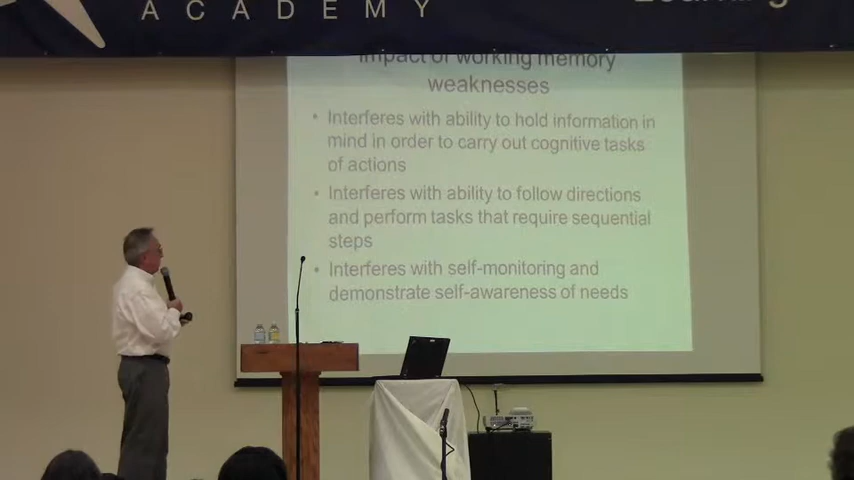 ACADEMY
Learning
Impact of working memory
weaknesses
• Interferes with ability to hold information in
mind in order to carry out cognitive tasks
of actions
• Interferes with ability to follow directions
and perform tasks that require sequential
steps
• Interferes with self-monitoring and
demonstrate self-awareness of needs